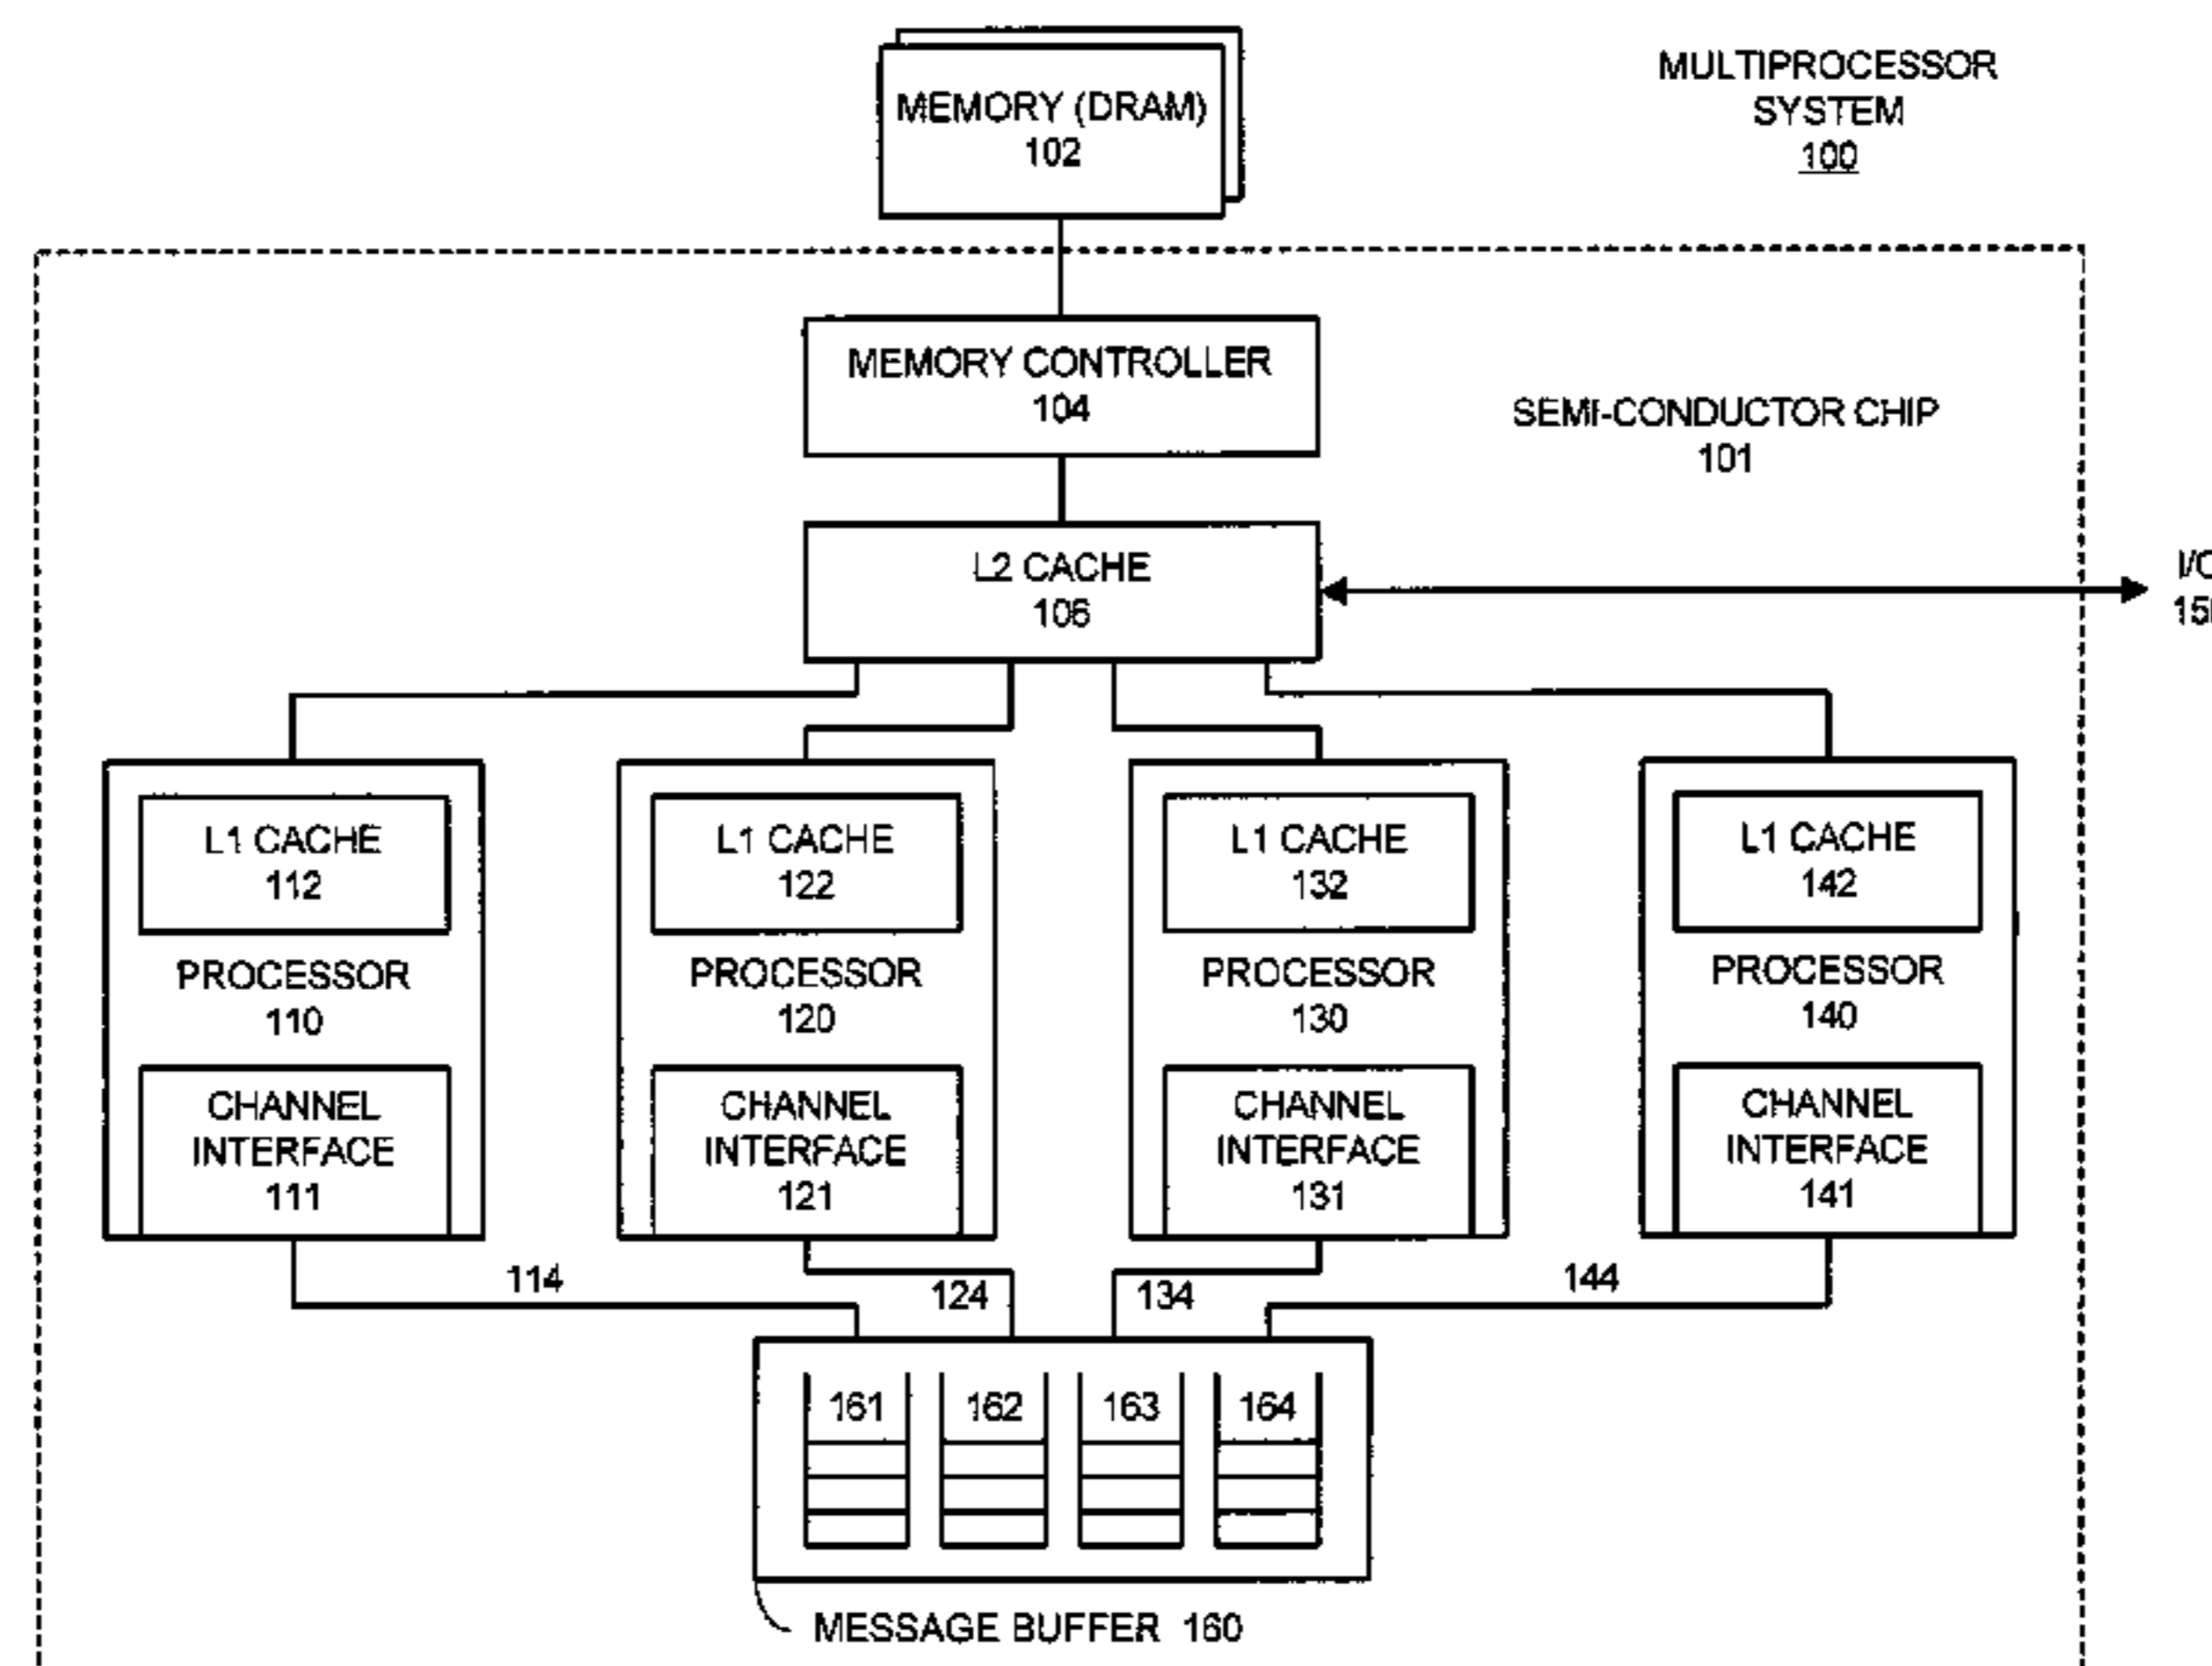 MEMORY (DRAM)
102
MULTIPROCESSOR
SYSTEM
100
MEMORY CONTROLLER
104
SEMI-CONDUCTOR CHIP
101
L2 CACHE
106
L1 CACHE
112
PROCESSOR
110
CHANNEL
INTERFACE
111
L1 CACHE
122
PROCESSOR
120
CHANNEL
INTERFACE
121
L1 CACHE
132
PROCESSOR
130
CHANNEL
INTERFACE
131
L1 CACHE
142
PROCESSOR
140
CHANNEL
INTERFACE
141
114
124
134
144
161
162
163
164
MESSAGE BUFFER 160